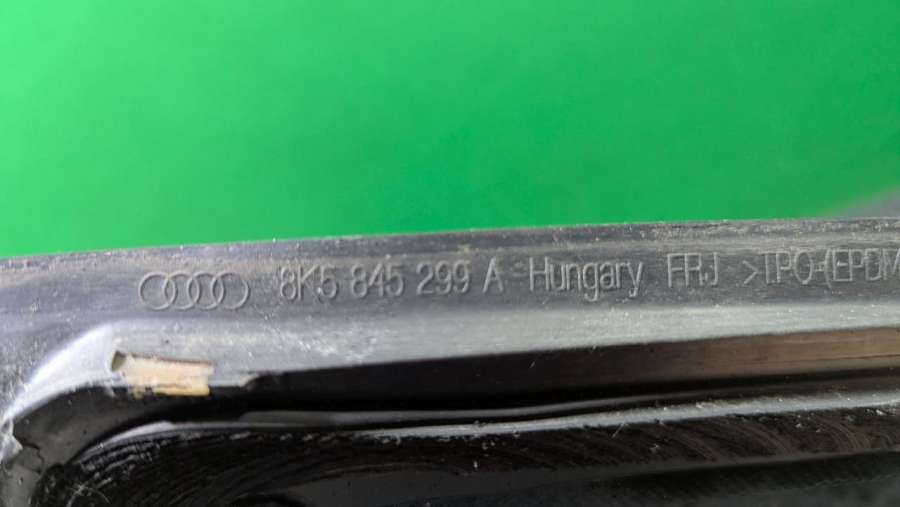 8K5 845 299 A Hungary FRJ >TPO-(EPDM